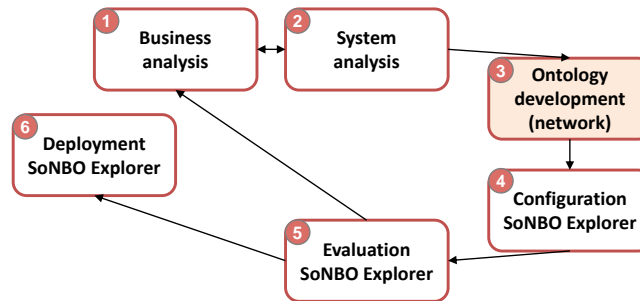 1
Business
analysis
2
System
analysis
3
Ontology
development
(network)
4
Configuration
SoNBO Explorer
5
Evaluation
SoNBO Explorer
6
Deployment
SoNBO Explorer